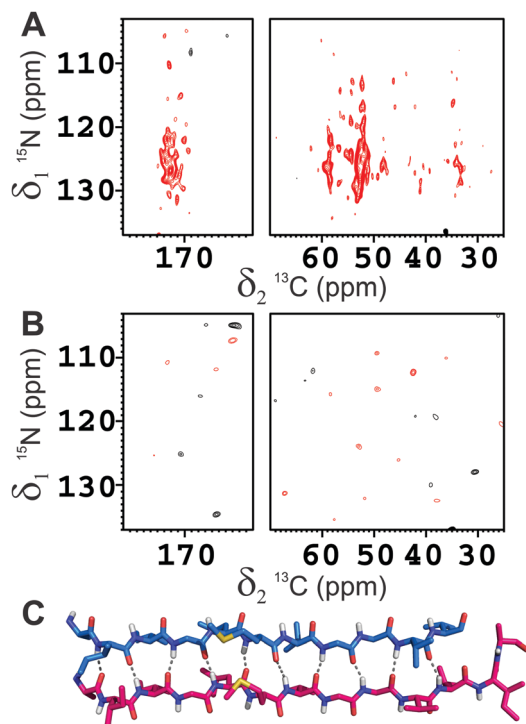 A
110
120
130
δ₁ ¹⁵N (ppm)
170
60 50 40 30
δ₂ ¹³C (ppm)
B
110
120
130
δ₁ ¹⁵N (ppm)
170
60 50 40 30
δ₂ ¹³C (ppm)
C